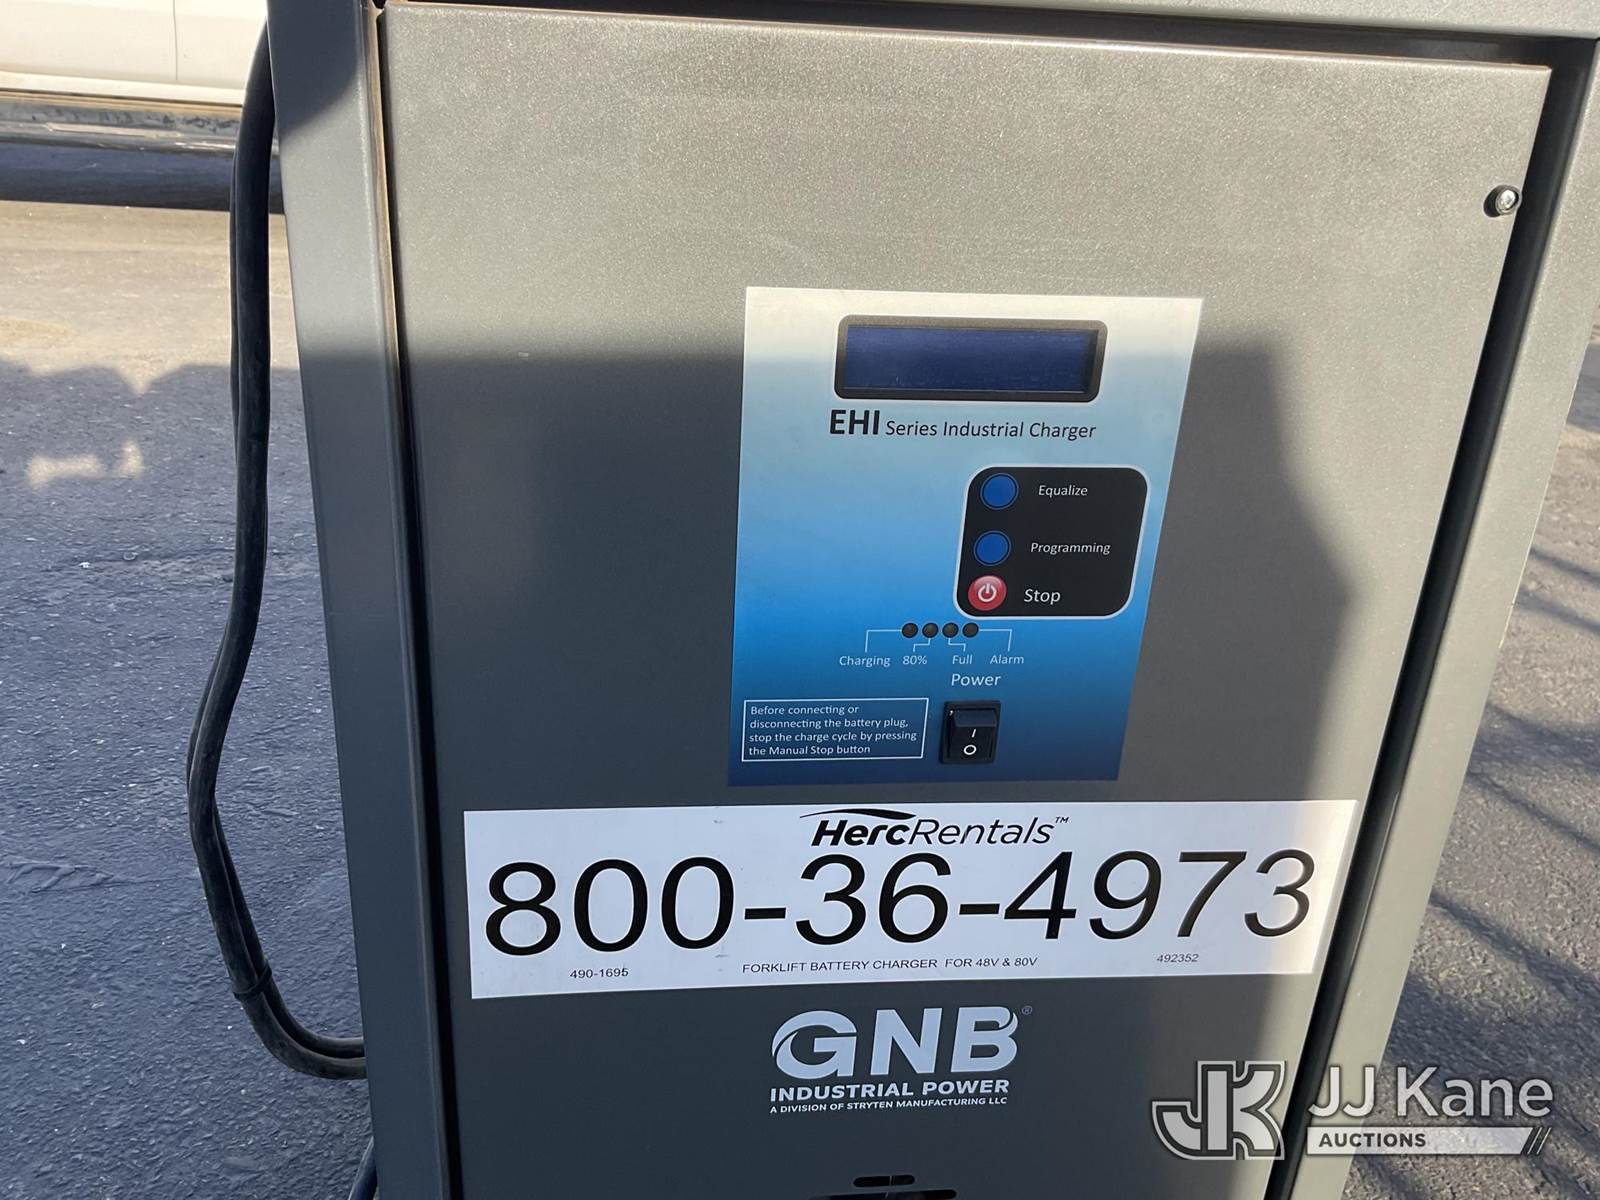 EHI Series Industrial Charger
Equalize
Programming
Stop
Charging 80% Full Alarm
Power
Before connecting or
disconnecting the battery plug,
stop the charge cycle by pressing
the Manual Stop button
I
O
HercRentals™
800-36-4973
490-1695 FORKLIFT BATTERY CHARGER FOR 48V & 80V 492352
GNB®
INDUSTRIAL POWER
A DIVISION OF STRYTEN MANUFACTURING LLC
JK JJ Kane
AUCTIONS